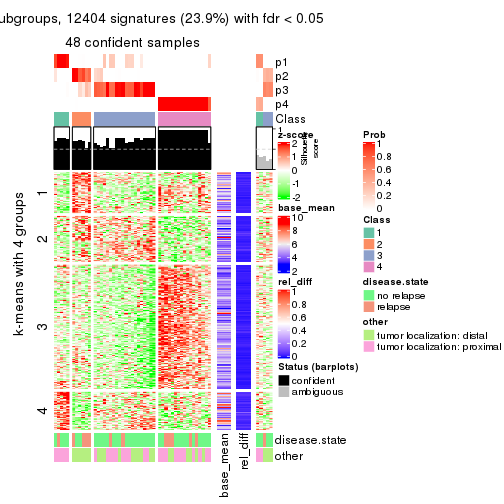 ubgroups, 12404 signatures (23.9%) with fdr < 0.05
48 confident samples
p1
p2
p3
p4
Class
1
0
Silhouette
score
k-means with 4 groups
1
2
3
4
z-score
2
1
0
-1
-2
base_mean
10
8
6
4
2
rel_diff
1
0.8
0.6
0.4
0.2
0
Status (barplots)
confident
ambiguous
Prob
1
0.8
0.6
0.4
0.2
0
Class
1
2
3
4
disease.state
no relapse
relapse
other
tumor localization: distal
tumor localization: proximal
disease.state
other
base_mean
rel_diff